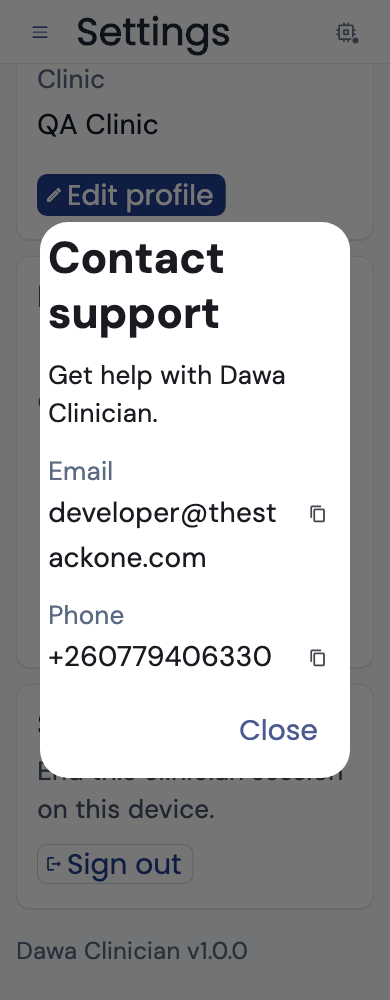 Settings
Clinic
QA Clinic
Edit profile
Contact
support
Get help with Dawa
Clinician.
Email
developer@thest
ackone.com
Phone
+260779406330
Close
End this clinician session
on this device.
Sign out
Dawa Clinician v1.0.0